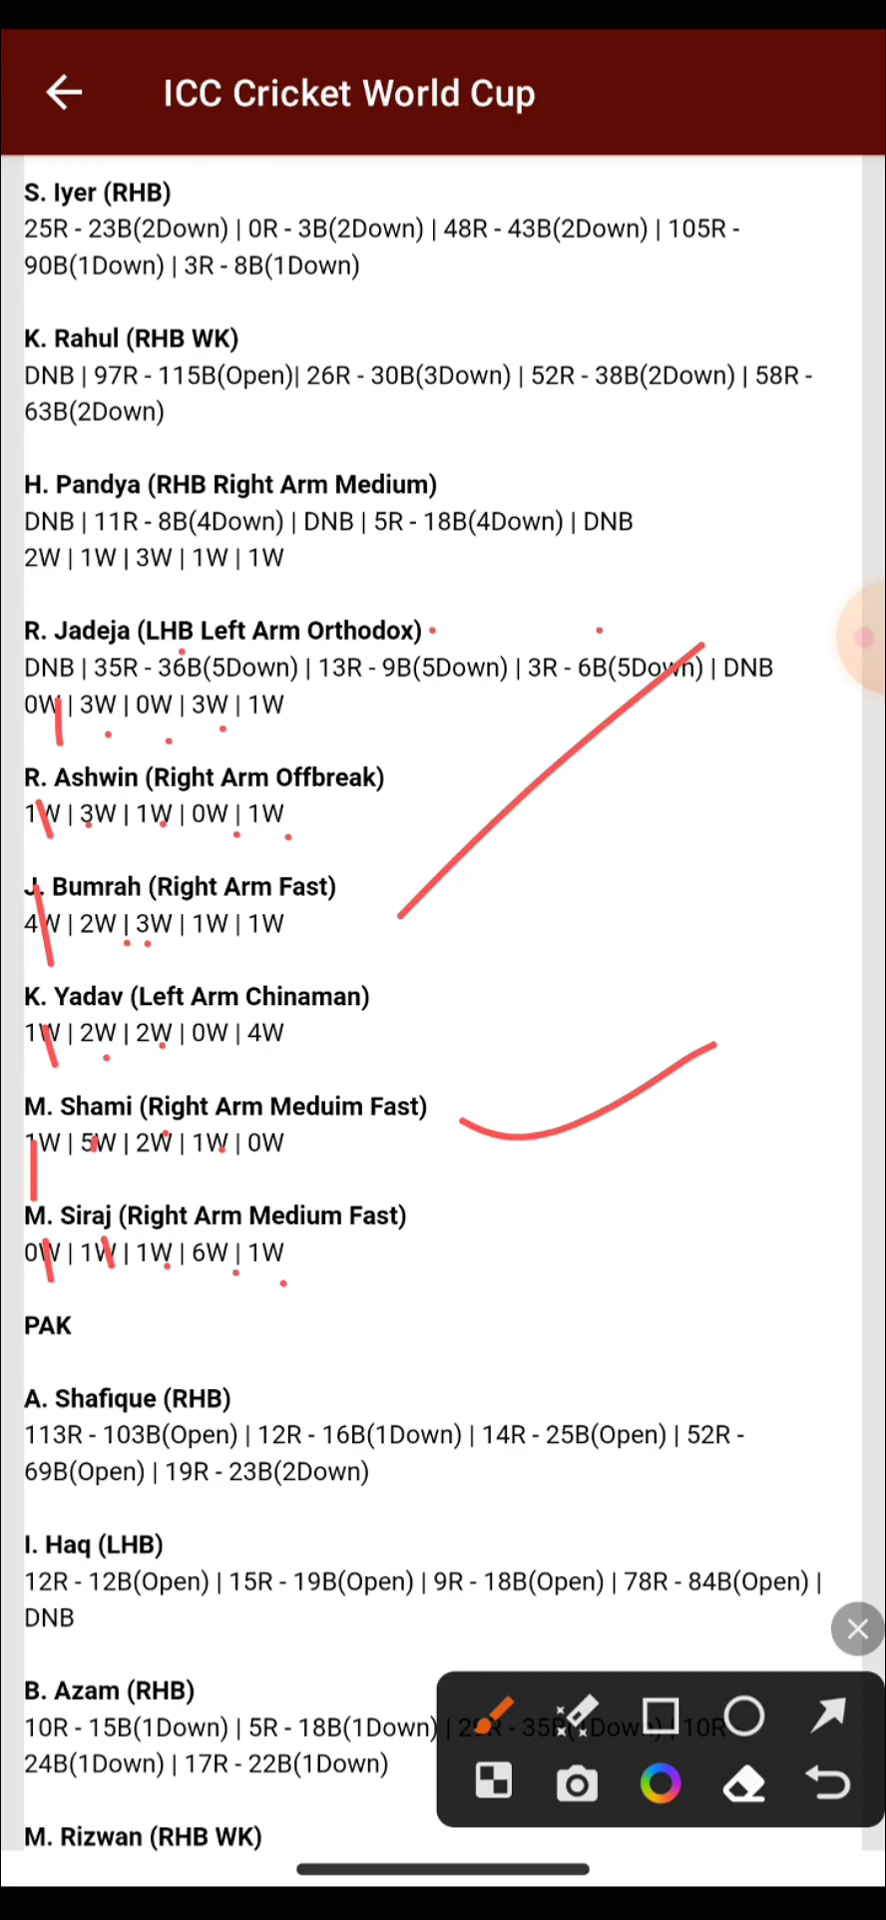 ICC Cricket World Cup
S. Iyer (RHB)
25R - 23B(2Down) | 0R - 3B(2Down) | 48R - 43B(2Down) | 105R -
90B(1Down) | 3R - 8B(1Down)
K. Rahul (RHB WK)
DNB | 97R - 115B(Open)| 26R - 30B(3Down) | 52R - 38B(2Down) | 58R -
63B(2Down)
H. Pandya (RHB Right Arm Medium)
DNB | 11R - 8B(4Down) | DNB | 5R - 18B(4Down) | DNB
2W | 1W | 3W | 1W | 1W
R. Jadeja (LHB Left Arm Orthodox)
DNB | 35R - 36B(5Down) | 13R - 9B(5Down) | 3R - 6B(5Down) | DNB
0W | 3W | 0W | 3W | 1W
R. Ashwin (Right Arm Offbreak)
1W | 3W | 1W | 0W | 1W
J. Bumrah (Right Arm Fast)
4W | 2W | 3W | 1W | 1W
K. Yadav (Left Arm Chinaman)
1W | 2W | 2W | 0W | 4W
M. Shami (Right Arm Meduim Fast)
1W | 5W | 2W | 1W | 0W
M. Siraj (Right Arm Medium Fast)
0W | 1W | 1W | 6W | 1W
PAK
A. Shafique (RHB)
113R - 103B(Open) | 12R - 16B(1Down) | 14R - 25B(Open) | 52R -
69B(Open) | 19R - 23B(2Down)
I. Haq (LHB)
12R - 12B(Open) | 15R - 19B(Open) | 9R - 18B(Open) | 78R - 84B(Open) |
DNB
B. Azam (RHB)
10R - 15B(1Down) | 5R - 18B(1Down) | - 35 | 10R
24B(1Down) | 17R - 22B(1Down)
M. Rizwan (RHB WK)